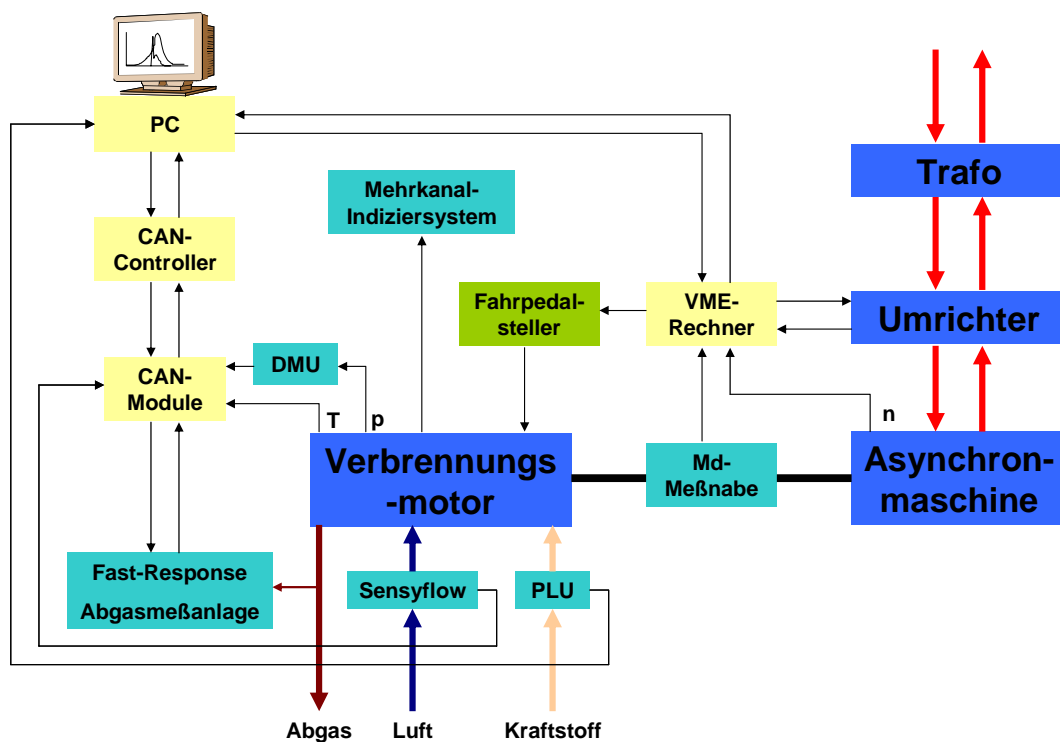 PC
Trafo
Mehrkanal-
Indiziersystem
CAN-
Controller
Fahrpedal-
steller
VME-
Rechner
Umrichter
DMU
CAN-
Module
T
p
n
Verbrennungs
-motor
Md-
Meßnabe
Asynchron-
maschine
Fast-Response
Abgasmeßanlage
Sensyflow
PLU
Abgas
Luft
Kraftstoff